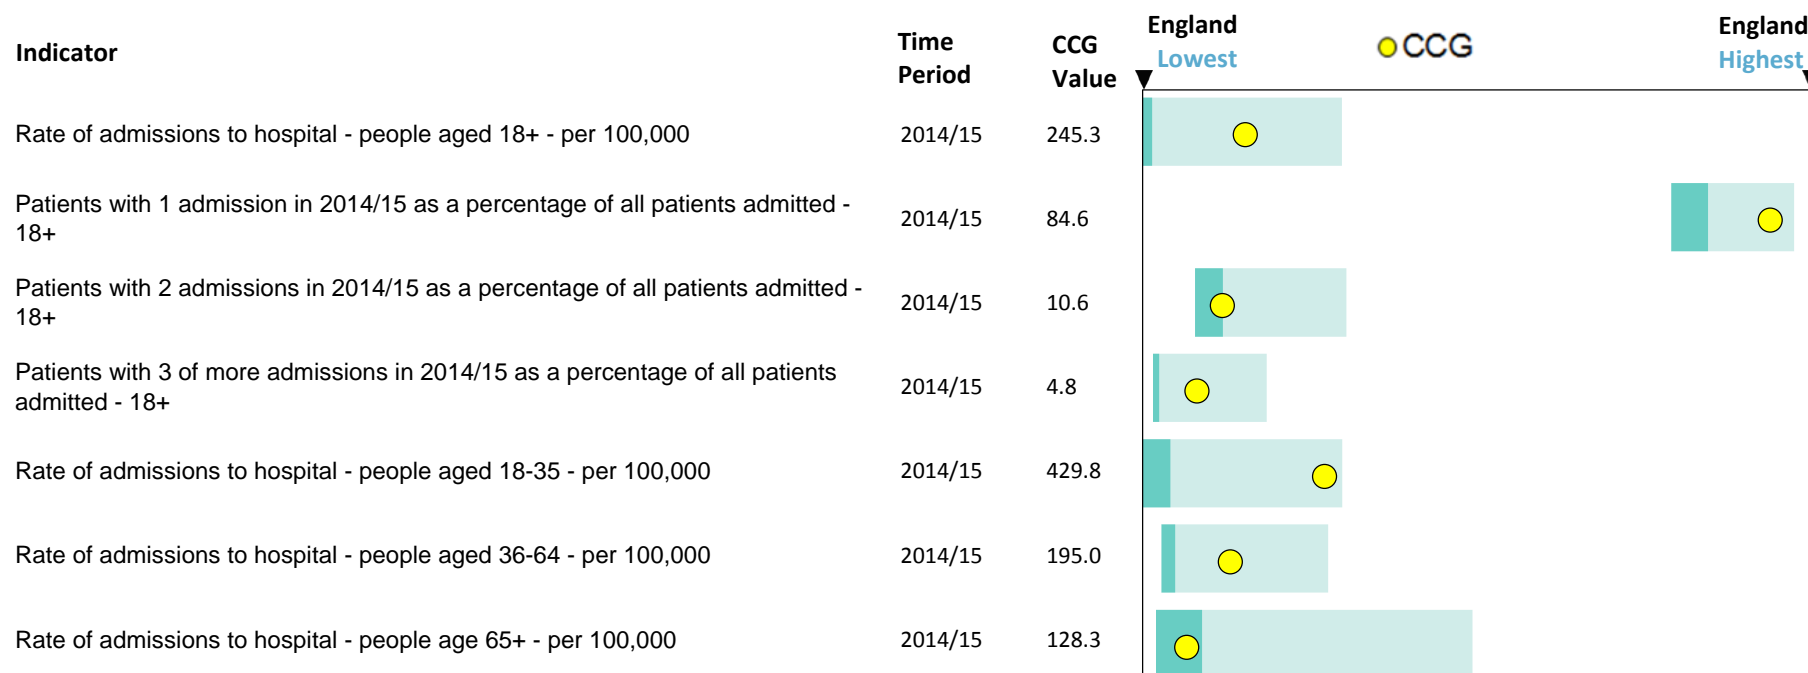 Indicator
Time
Period
CCG
Value
England
Lowest
CCG
England
Highest
Rate of admissions to hospital - people aged 18+ - per 100,000
2014/15
245.3
Patients with 1 admission in 2014/15 as a percentage of all patients admitted -
18+
2014/15
84.6
Patients with 2 admissions in 2014/15 as a percentage of all patients admitted -
18+
2014/15
10.6
Patients with 3 of more admissions in 2014/15 as a percentage of all patients
admitted - 18+
2014/15
4.8
Rate of admissions to hospital - people aged 18-35 - per 100,000
2014/15
429.8
Rate of admissions to hospital - people aged 36-64 - per 100,000
2014/15
195.0
Rate of admissions to hospital - people age 65+ - per 100,000
2014/15
128.3